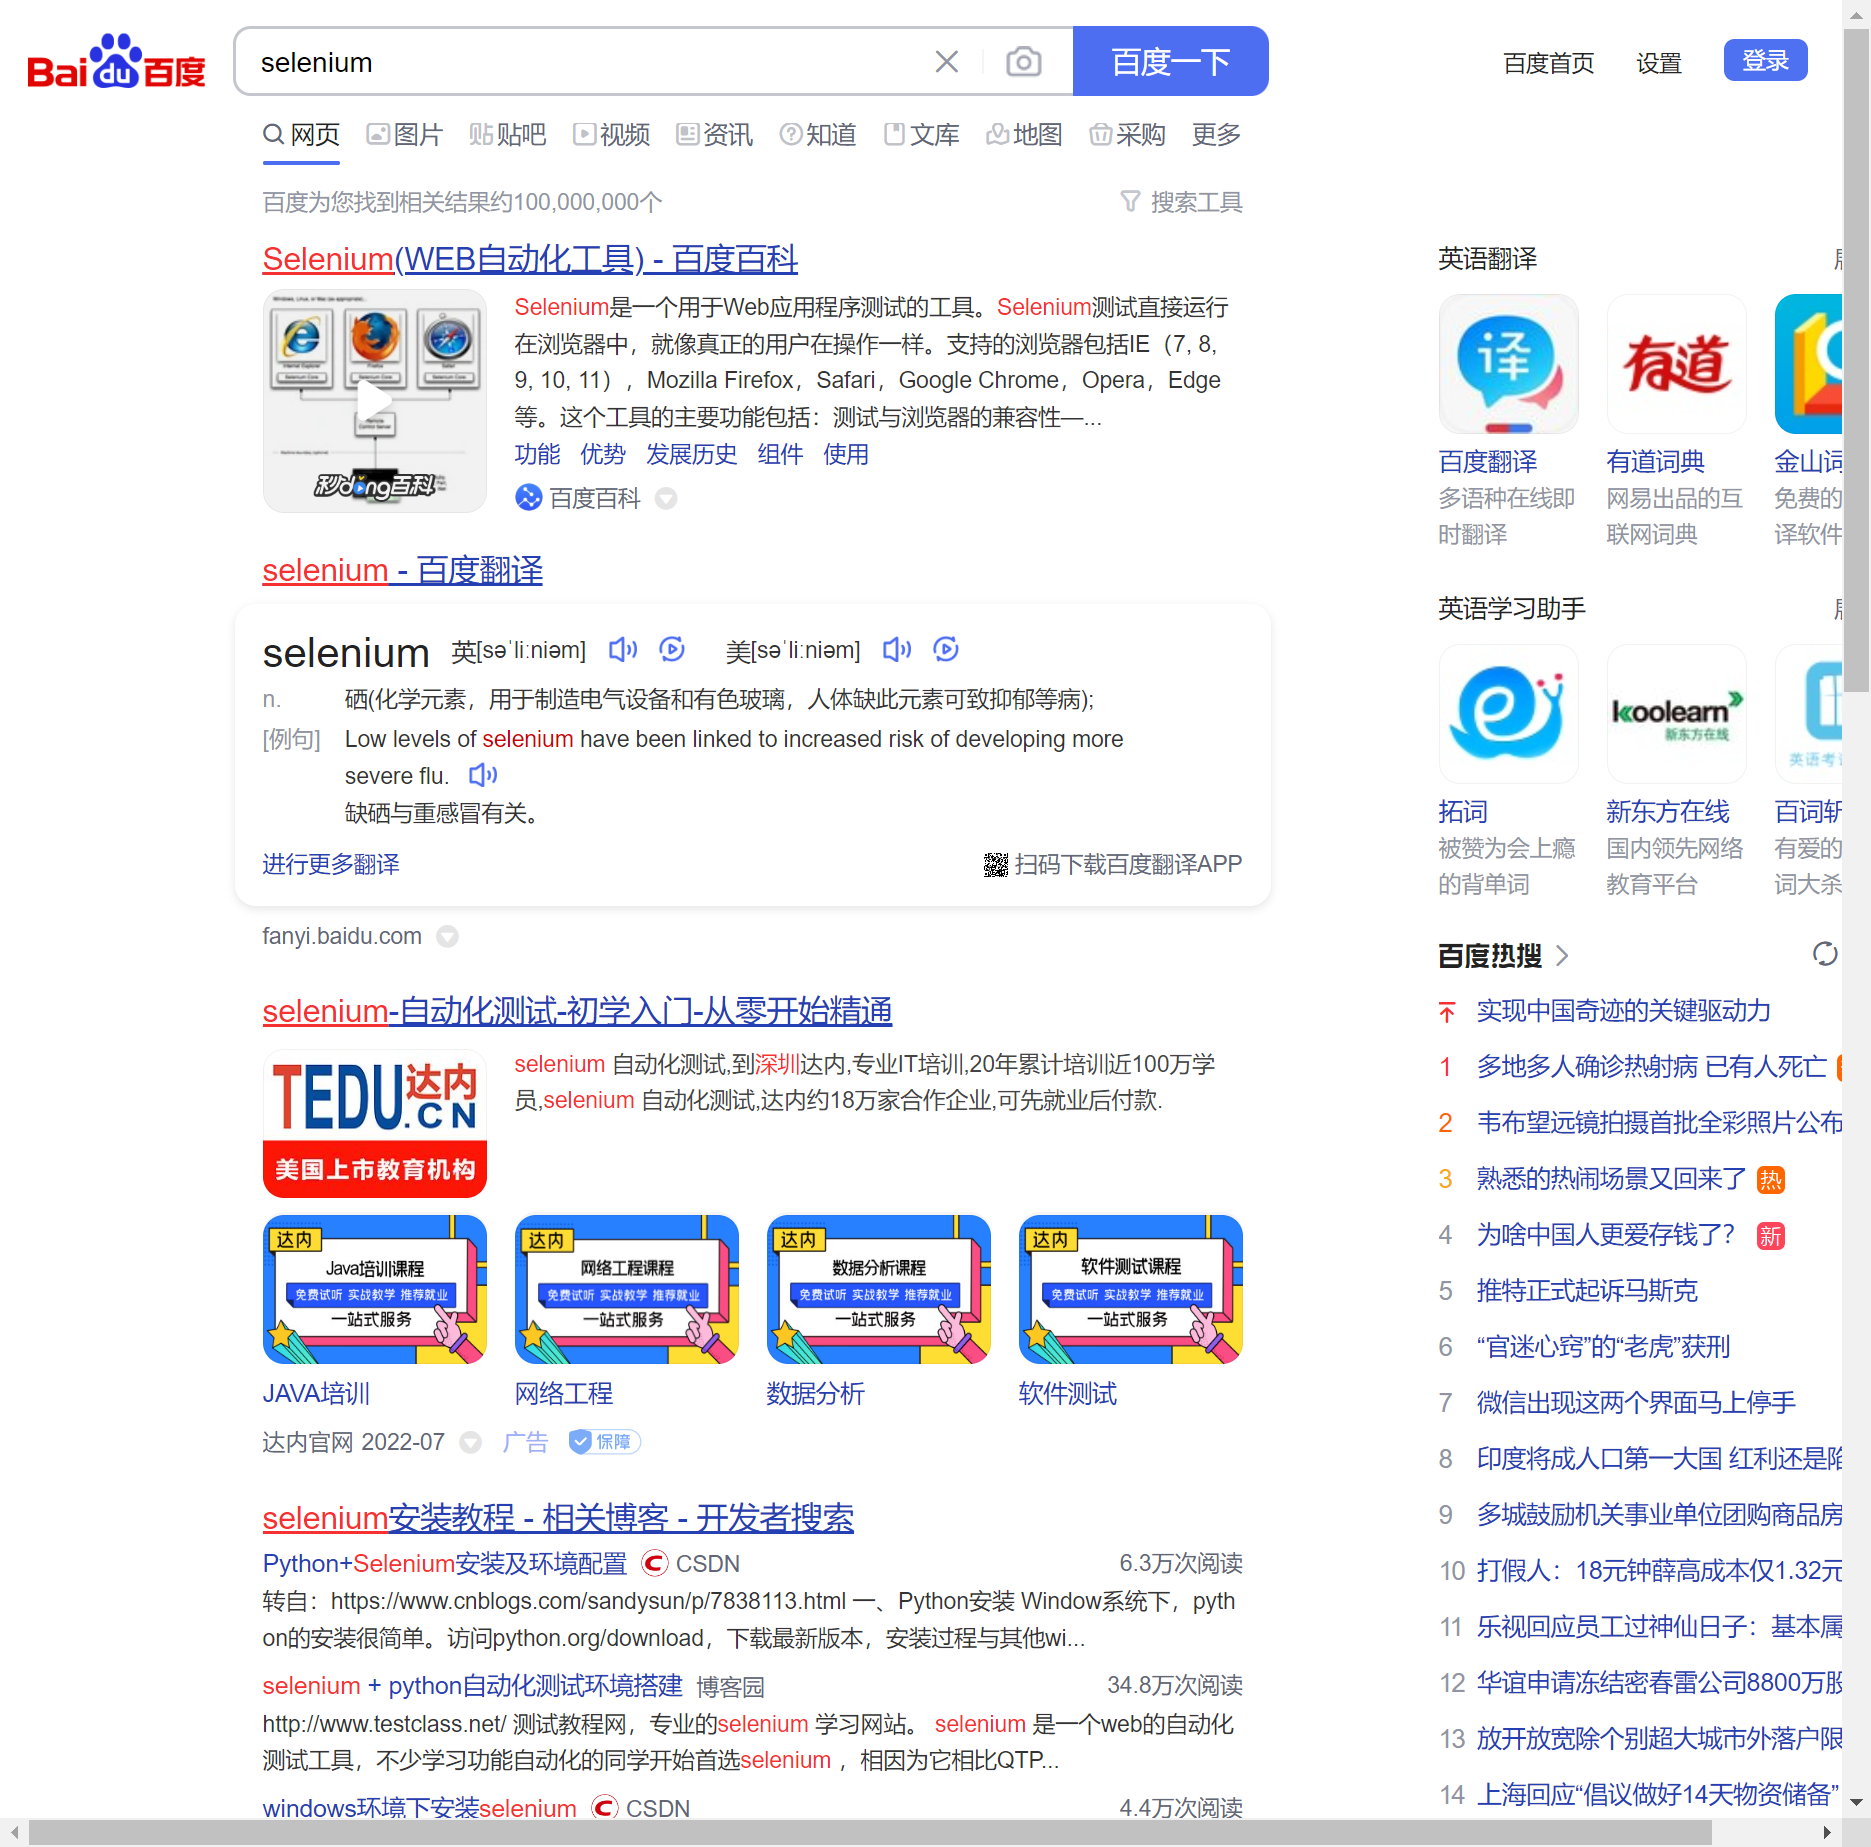 Bai du 百度
selenium
百度一下
百度首页 设置 登录
网页 图片 贴吧 视频 资讯 知道 文库 地图 采购 更多
百度为您找到相关结果约100,000,000个
搜索工具
Selenium(WEB自动化工具) - 百度百科
Selenium是一个用于Web应用程序测试的工具。Selenium测试直接运行
在浏览器中，就像真正的用户在操作一样。支持的浏览器包括IE（7, 8,
9, 10, 11），Mozilla Firefox，Safari，Google Chrome，Opera，Edge
等。这个工具的主要功能包括：测试与浏览器的兼容性—...
功能 优势 发展历史 组件 使用
秒dong百科
百度百科
selenium - 百度翻译
selenium 英[səˈliːniəm] 美[səˈliːniəm]
n. 硒(化学元素，用于制造电气设备和有色玻璃，人体缺此元素可致抑郁等病);
[例句] Low levels of selenium have been linked to increased risk of developing more
severe flu.
缺硒与重感冒有关。
进行更多翻译
扫码下载百度翻译APP
fanyi.baidu.com
selenium-自动化测试-初学入门-从零开始精通
TEDU达内
.CN
美国上市教育机构
selenium 自动化测试,到深圳达内,专业IT培训,20年累计培训近100万学
员,selenium 自动化测试,达内约18万家合作企业,可先就业后付款.
达内
Java培训课程
免费试听 实战教学 推荐就业
一站式服务
达内
网络工程课程
免费试听 实战教学 推荐就业
一站式服务
达内
数据分析课程
免费试听 实战教学 推荐就业
一站式服务
达内
软件测试课程
免费试听 实战教学 推荐就业
一站式服务
JAVA培训 网络工程 数据分析 软件测试
达内官网 2022-07 广告 保障
selenium安装教程 - 相关博客 - 开发者搜索
Python+Selenium安装及环境配置 CSDN 6.3万次阅读
转自：https://www.cnblogs.com/sandysun/p/7838113.html 一、Python安装 Window系统下，pyth
on的安装很简单。访问python.org/download，下载最新版本，安装过程与其他wi...
selenium + python自动化测试环境搭建 博客园 34.8万次阅读
http://www.testclass.net/ 测试教程网，专业的selenium 学习网站。 selenium 是一个web的自动化
测试工具，不少学习功能自动化的同学开始首选selenium ，相因为它相比QTP...
windows环境下安装selenium CSDN 4.4万次阅读
英语翻译
译
有道
百度翻译 有道词典 金山词
多语种在线即 网易出品的互 免费的
时翻译 联网词典 译软件
英语学习助手
koolearn
新东方在线
英语考
拓词 新东方在线 百词斩
被赞为会上瘾 国内领先网络 有爱的
的背单词 教育平台 词大杀
百度热搜
实现中国奇迹的关键驱动力
1 多地多人确诊热射病 已有人死亡
2 韦布望远镜拍摄首批全彩照片公布
3 熟悉的热闹场景又回来了 热
4 为啥中国人更爱存钱了？ 新
5 推特正式起诉马斯克
6 “官迷心窍”的“老虎”获刑
7 微信出现这两个界面马上停手
8 印度将成人口第一大国 红利还是陷
9 多城鼓励机关事业单位团购商品房
10 打假人：18元钟薛高成本仅1.32元
11 乐视回应员工过神仙日子：基本属
12 华谊申请冻结密春雷公司8800万股
13 放开放宽除个别超大城市外落户限
14 上海回应“倡议做好14天物资储备”